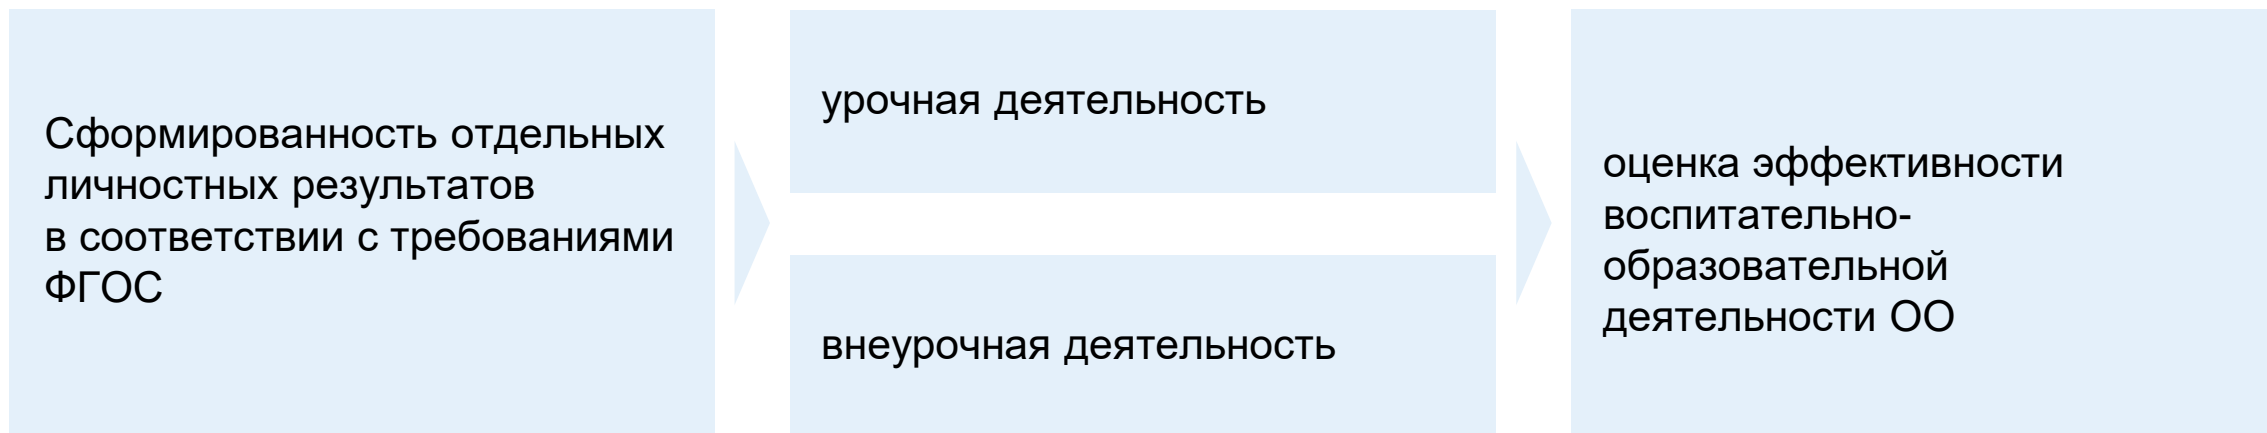 Сформированность отдельных
личностных результатов
в соответствии с требованиями
ФГОС
урочная деятельность
внеурочная деятельность
оценка эффективности
воспитательно-
образовательной
деятельности ОО